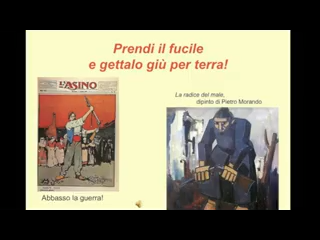 Prendi il fucile
e gettalo giù per terra!
L'ASINO
La radice del male,
dipinto di Pietro Morando
Abbasso la guerra!